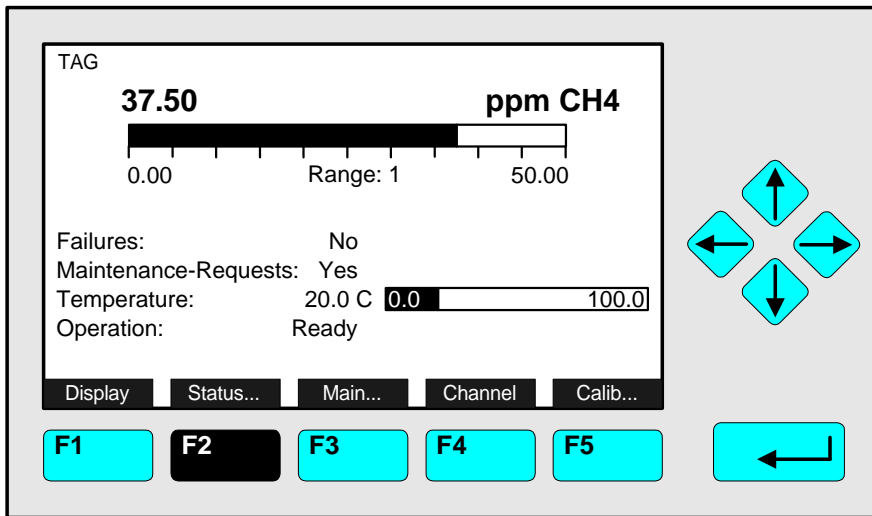 TAG
37.50 ppm CH4
0.00 Range: 1 50.00
Failures: No
Maintenance-Requests: Yes
Temperature: 20.0 C 0.0 100.0
Operation: Ready
Display Status... Main... Channel Calib...
F1 F2 F3 F4 F5